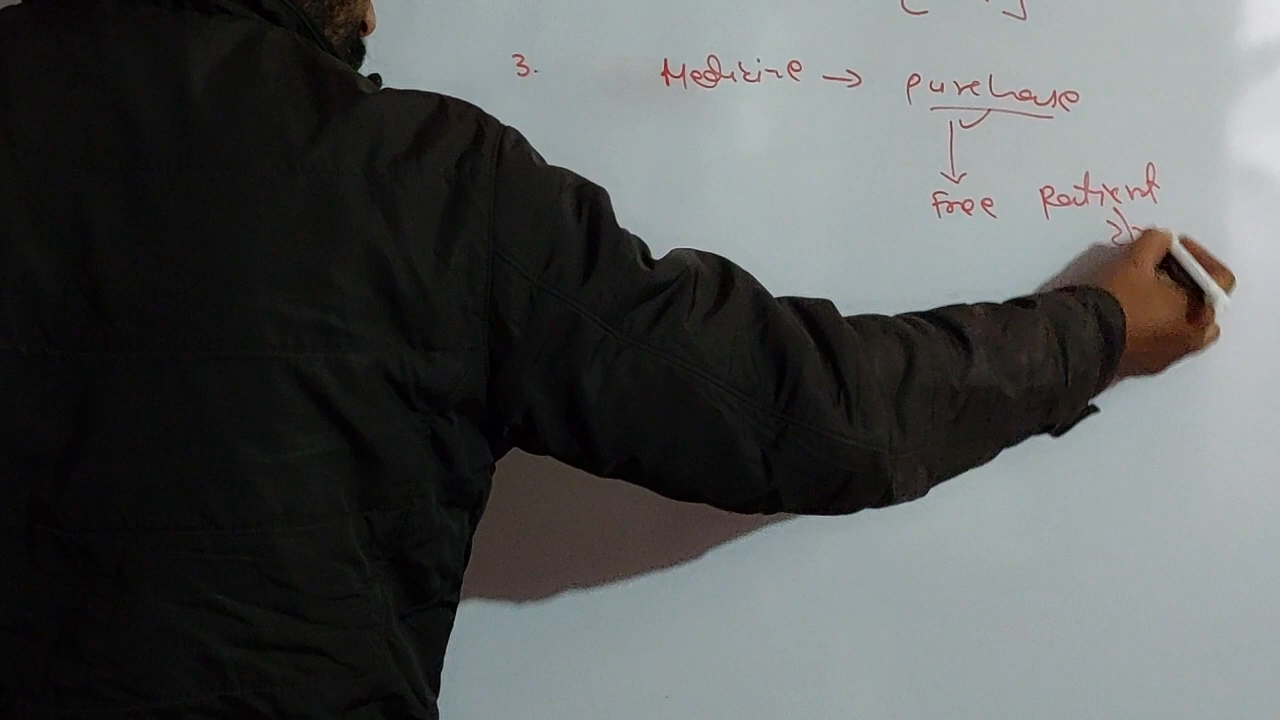 3. Medicine → purchase
↓
Free Patient